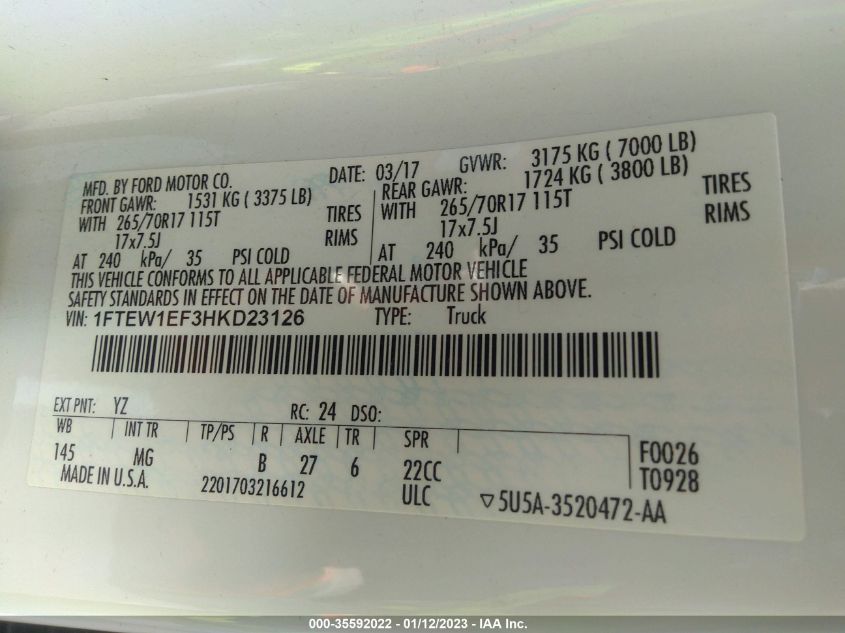 MFD. BY FORD MOTOR CO. DATE: 03/17 GVWR: 3175 KG ( 7000 LB)
FRONT GAWR: 1531 KG ( 3375 LB) REAR GAWR: 1724 KG ( 3800 LB)
WITH 265/70R17 115T TIRES WITH 265/70R17 115T TIRES
17x7.5J RIMS 17x7.5J RIMS
AT 240 kPa/ 35 PSI COLD AT 240 kPa/ 35 PSI COLD
THIS VEHICLE CONFORMS TO ALL APPLICABLE FEDERAL MOTOR VEHICLE
SAFETY STANDARDS IN EFFECT ON THE DATE OF MANUFACTURE SHOWN ABOVE.
VIN: 1FTEW1EF3HKD23126 TYPE: Truck
EXT PNT: YZ RC: 24 DSO:
WB INT TR TP/PS R AXLE TR SPR
145 MG B 27 6 22CC F0026
MADE IN U.S.A. 2201703216612 ULC T0928
5U5A-3520472-AA
000-35592022 - 01/12/2023 - IAA Inc.